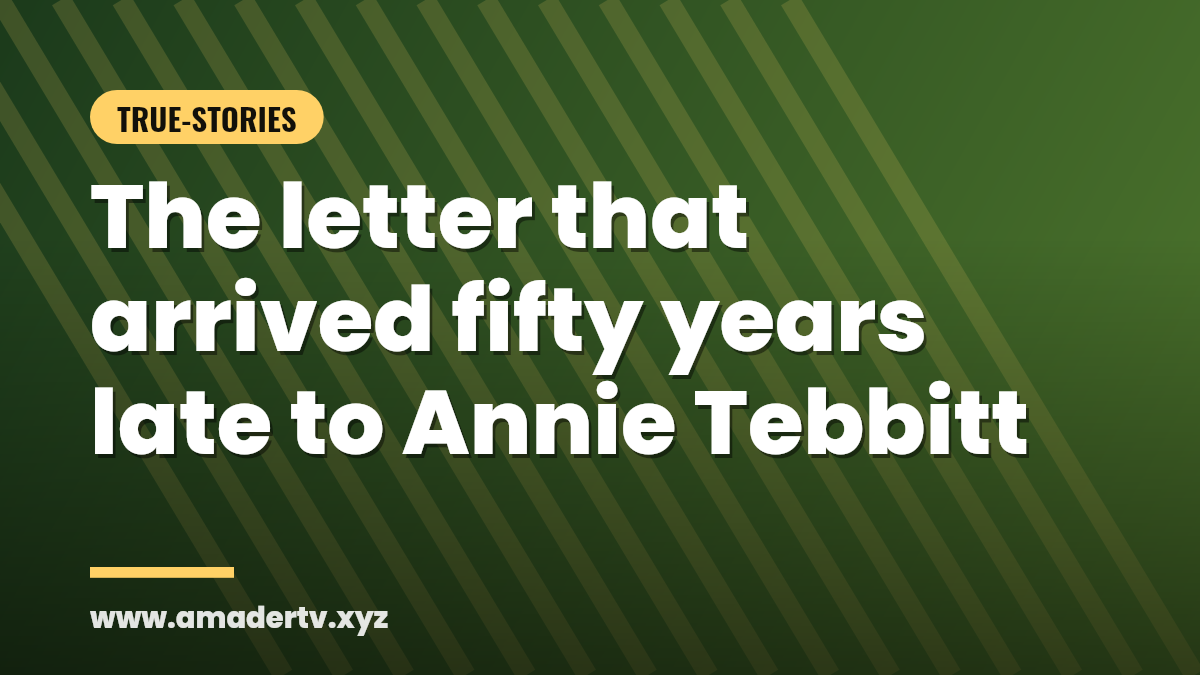 TRUE-STORIES
The letter that
arrived fifty years
late to Annie Tebbitt
www.amadertv.xyz